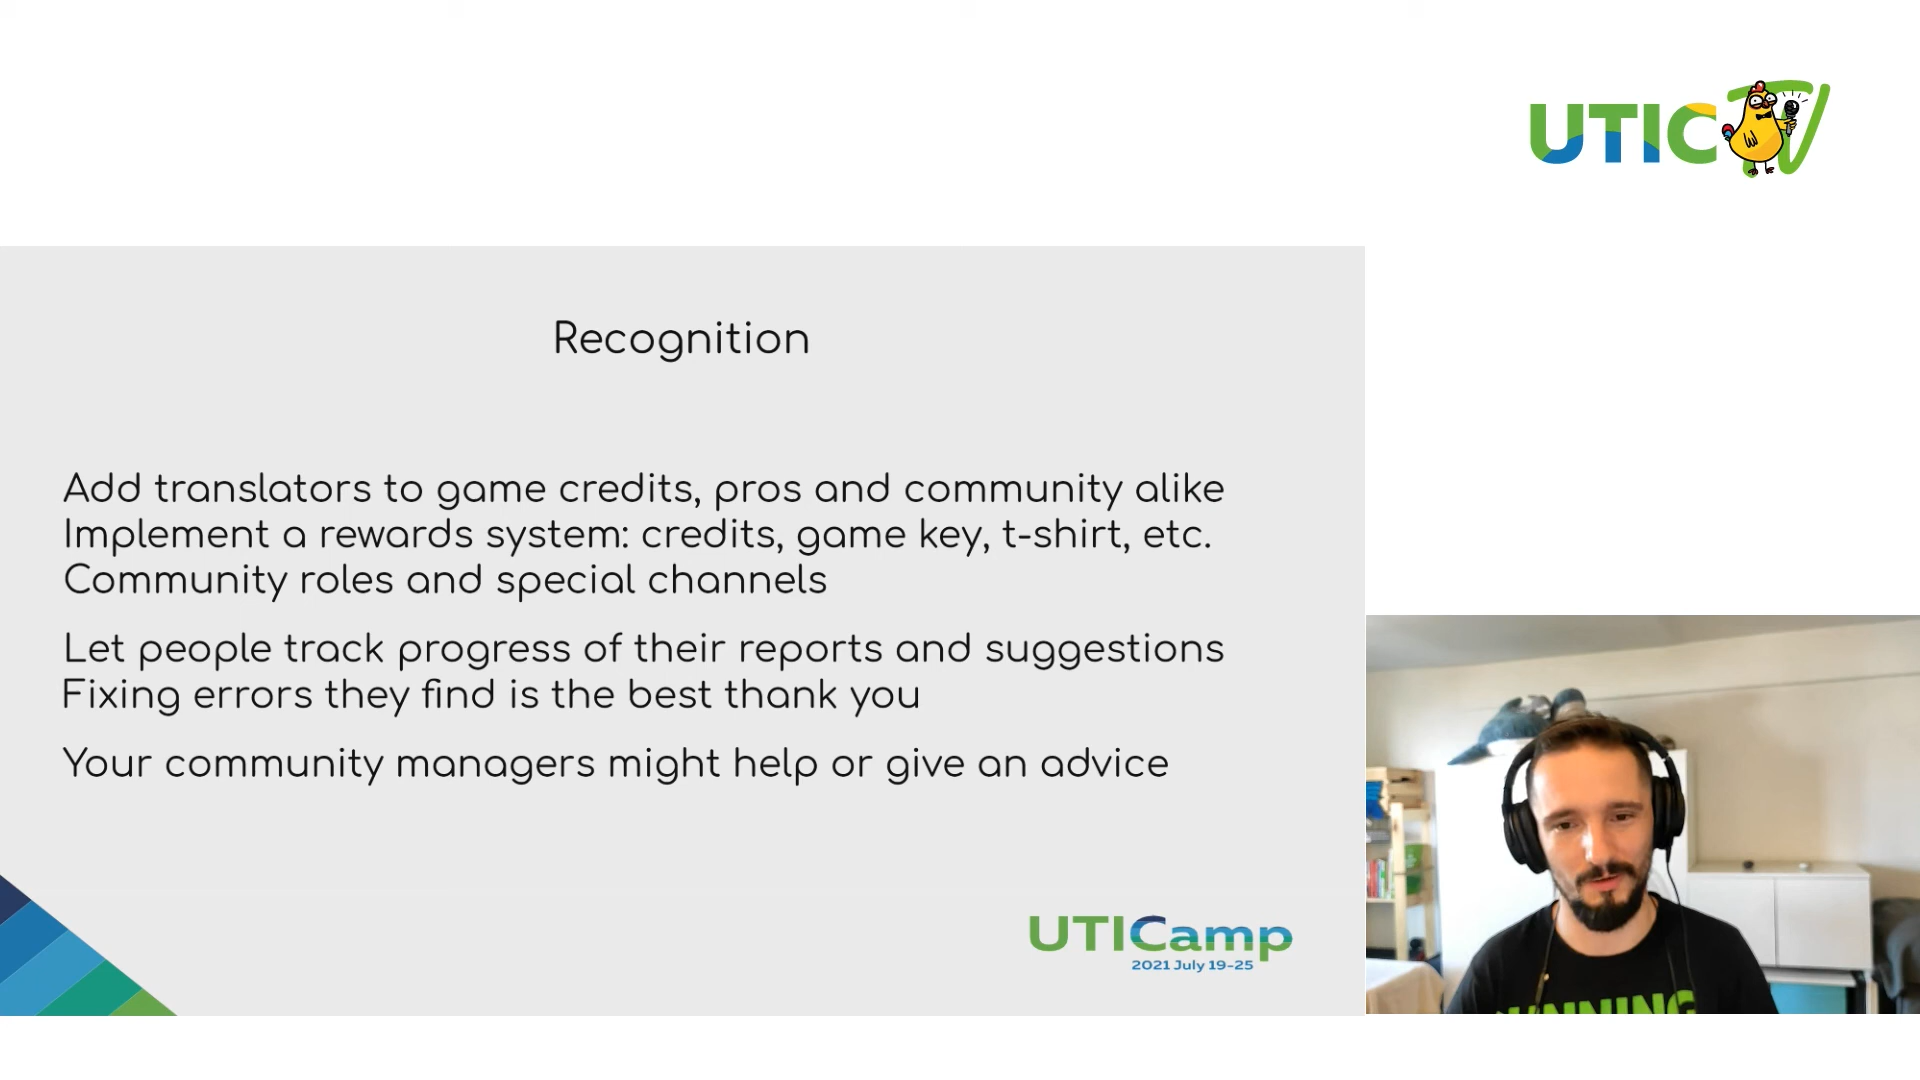 UTIC TV
Recognition
Add translators to game credits, pros and community alike
Implement a rewards system: credits, game key, t-shirt, etc.
Community roles and special channels
Let people track progress of their reports and suggestions
Fixing errors they find is the best thank you
Your community managers might help or give an advice
UTICamp
2021 July 19-25